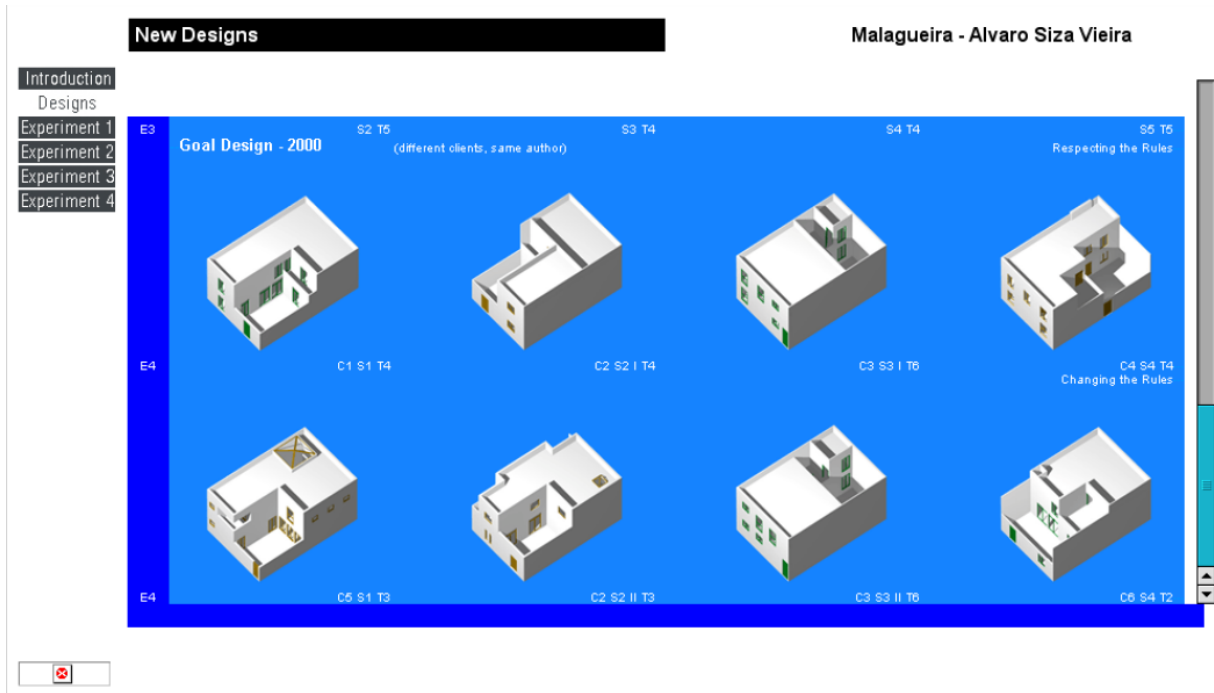 New Designs
Malagueira - Alvaro Siza Vieira
Introduction
Designs
Experiment 1
Experiment 2
Experiment 3
Experiment 4
E3 S2 T5 S3 T4 S4 T4 S5 T5
Goal Design - 2000 (different clients, same author) Respecting the Rules
E4 C1 S1 T4 C2 S2 I T4 C3 S3 I T6 C4 S4 T4
Changing the Rules
E4 C5 S1 T3 C2 S2 II T3 C3 S3 II T6 C6 S4 T2